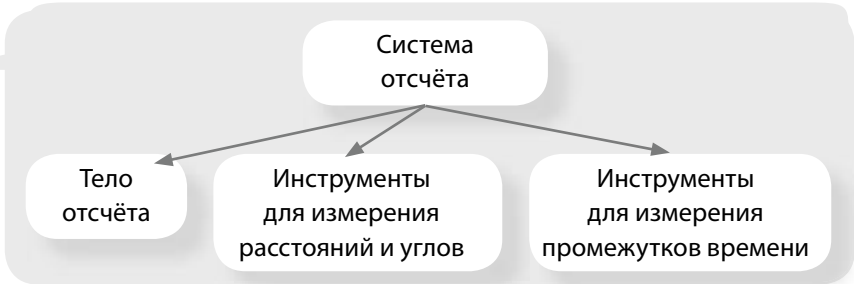 Система
отсчёта
Тело
отсчёта
Инструменты
для измерения
расстояний и углов
Инструменты
для измерения
промежутков времени